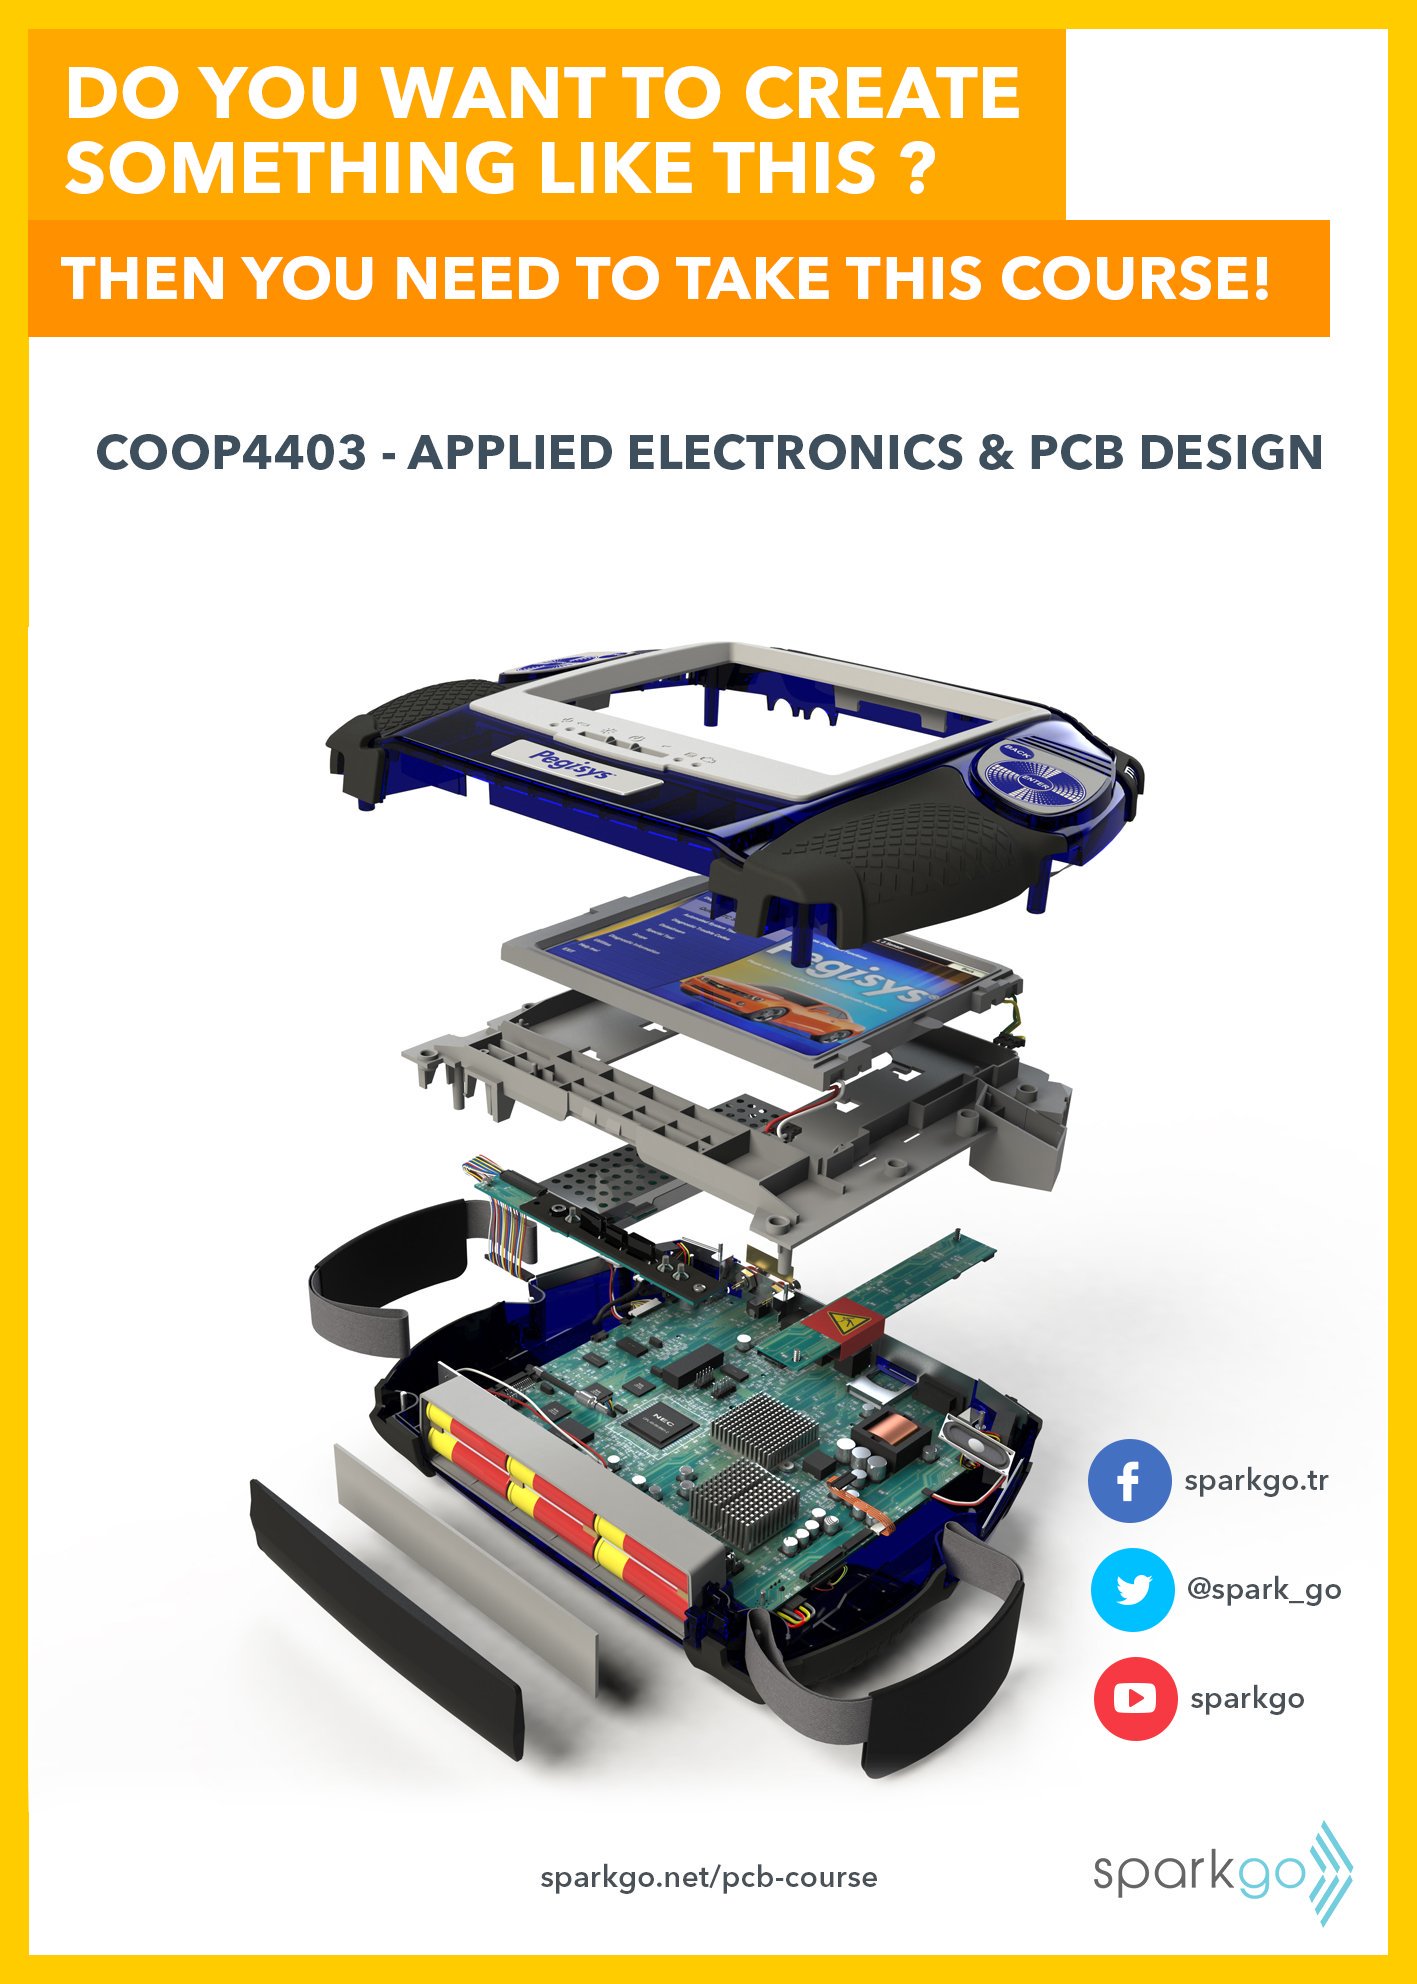 DO YOU WANT TO CREATE
SOMETHING LIKE THIS ?
THEN YOU NEED TO TAKE THIS COURSE!
COOP4403 - APPLIED ELECTRONICS & PCB DESIGN
BACK
ENTER
Pegisys
Pegisys
NEC
sparkgo.tr
@spark_go
sparkgo
sparkgo.net/pcb-course
sparkgo